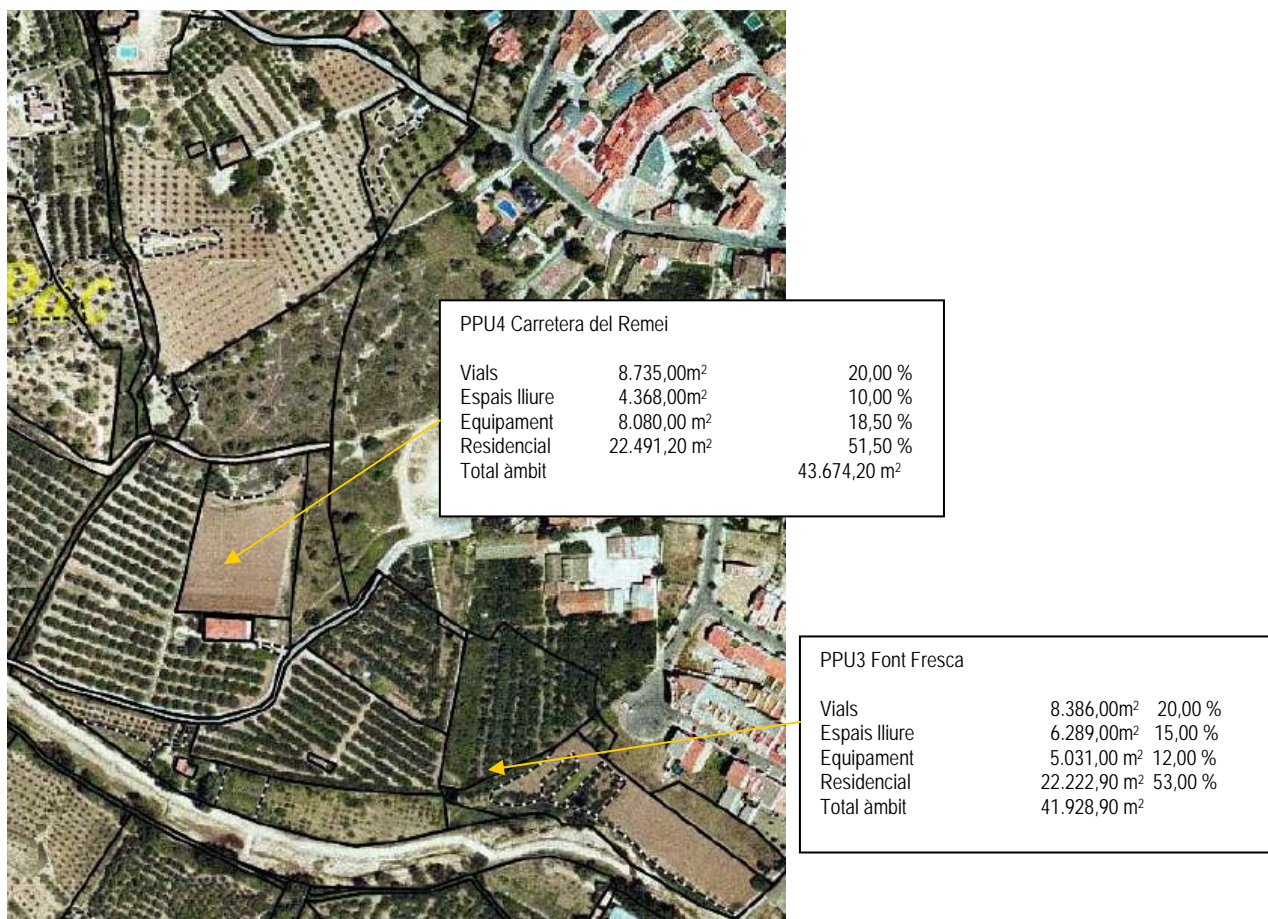 PPU4 Carretera del Remei
Vials 8.735,00m² 20,00 %
Espais lliure 4.368,00m² 10,00 %
Equipament 8.080,00 m² 18,50 %
Residencial 22.491,20 m² 51,50 %
Total àmbit 43.674,20 m²
PPU3 Font Fresca
Vials 8.386,00m² 20,00 %
Espais lliure 6.289,00m² 15,00 %
Equipament 5.031,00 m² 12,00 %
Residencial 22.222,90 m² 53,00 %
Total àmbit 41.928,90 m²